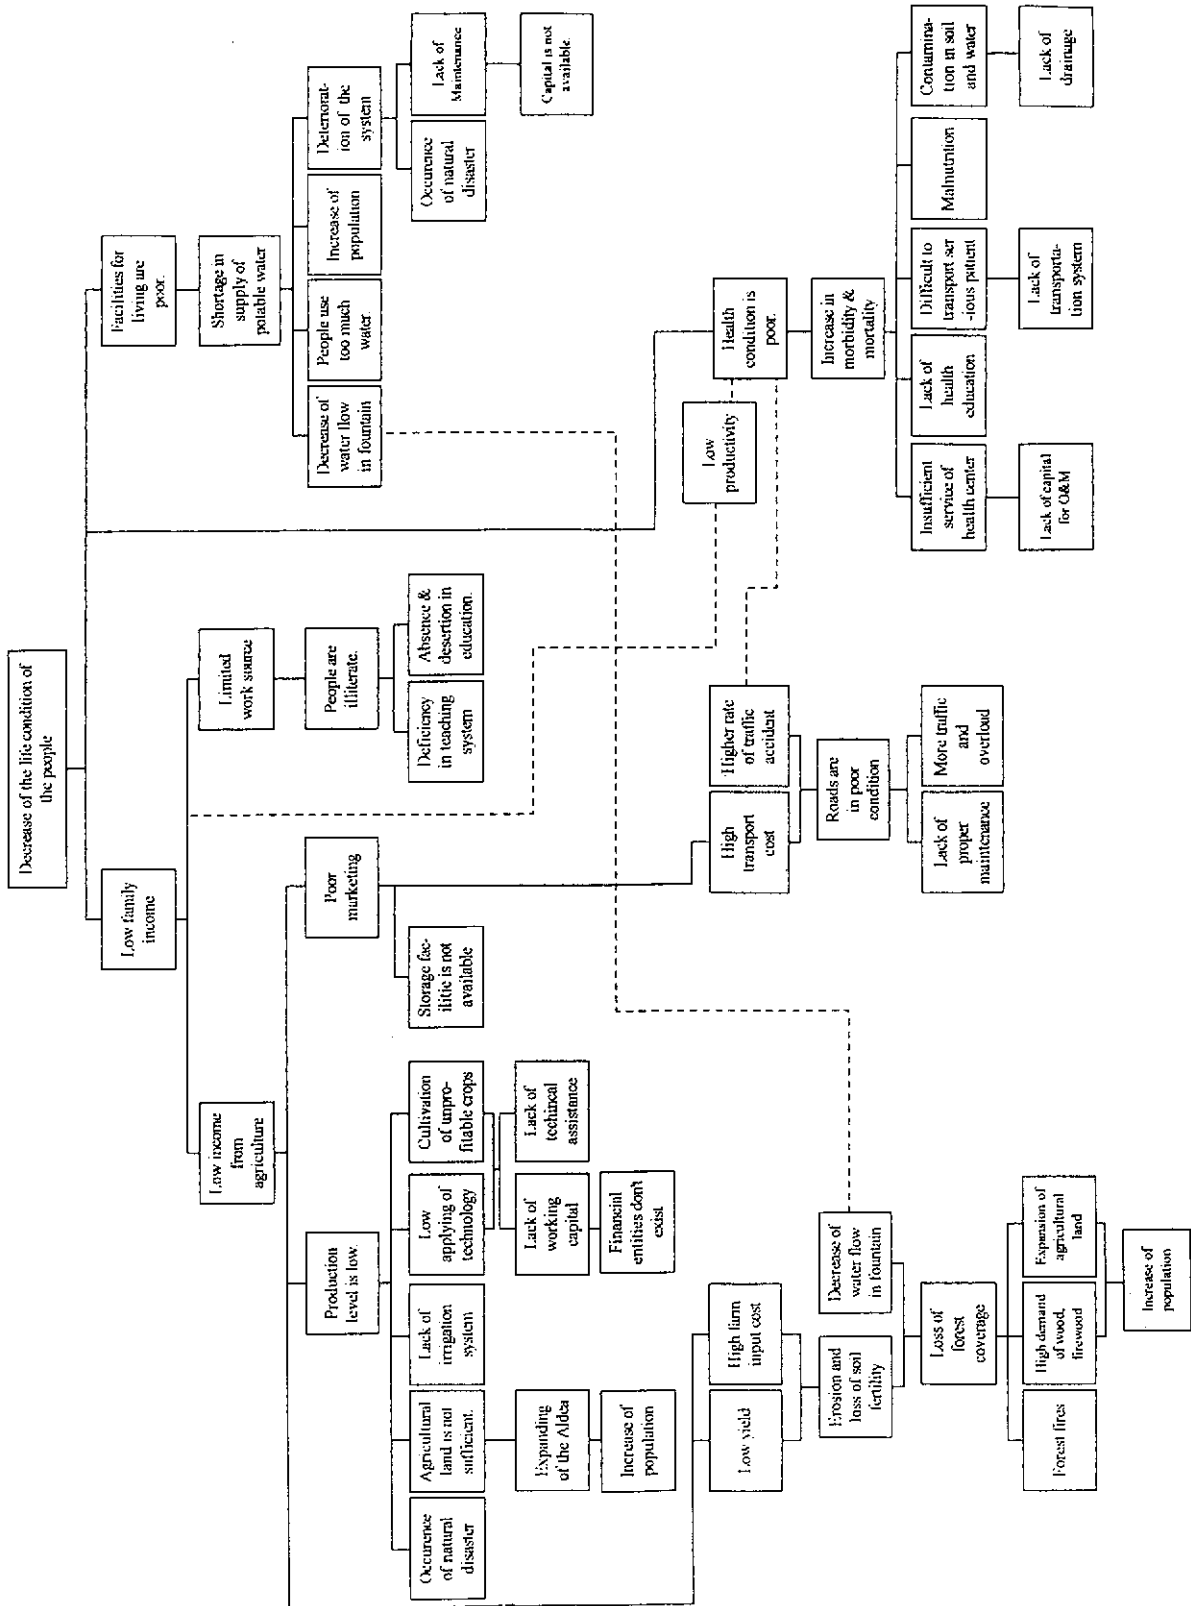 Decrease of the life condition of
the people
Low family
income
Facilities for
living are
poor.
Low income
from
agriculture
Limited
work source
Shortage in
supply of
potable water
Production
level is low.
Poor
marketing
People are
illiterate.
Decrease of
water flow
in fountain
People use
too much
water.
Increase of
population
Deteriorat-
ion of the
system
Occurence
of natural
disaster
Agricultural
land is not
sufficient.
Lack of
irrigation
system
Low
applying of
technology
Cultivation
of unpro-
fitable crops
Storage fac-
ilitie is not
available
Deficiency
in teaching
system
Absence &
desertion in
education.
Occurence
of natural
disaster
Lack of
Maintenance
Expanding
of the Aldea
Lack of
working
capital
Lack of
techincal
assistance
Capital is not
available.
Increase of
population
Financial
entities don't
exist
Low
productivity
Low yield
High farm
input cost
High
transport
cost
Higher rate
of traffic
accident
Health
condition is
poor.
Erosion and
loss of soil
fertility
Decrease of
water flow
in fountain
Roads are
in poor
condition
Increase in
morbidity &
mortality
Loss of
forest
coverage
Lack of
proper
maintenance
More traffic
and
overloud
Insufficient
service of
health center
Lack of
health
education
Difficult to
transport ser
-ious patient
Malnutrition
Contamina-
tion in soil
and water
Forest fires
High demand
of wood,
firewood
Expansion of
agricultural
land
Lack of capital
for O&M
Lack of
transporta-
tion system
Lack of
drainage
Increase of
population